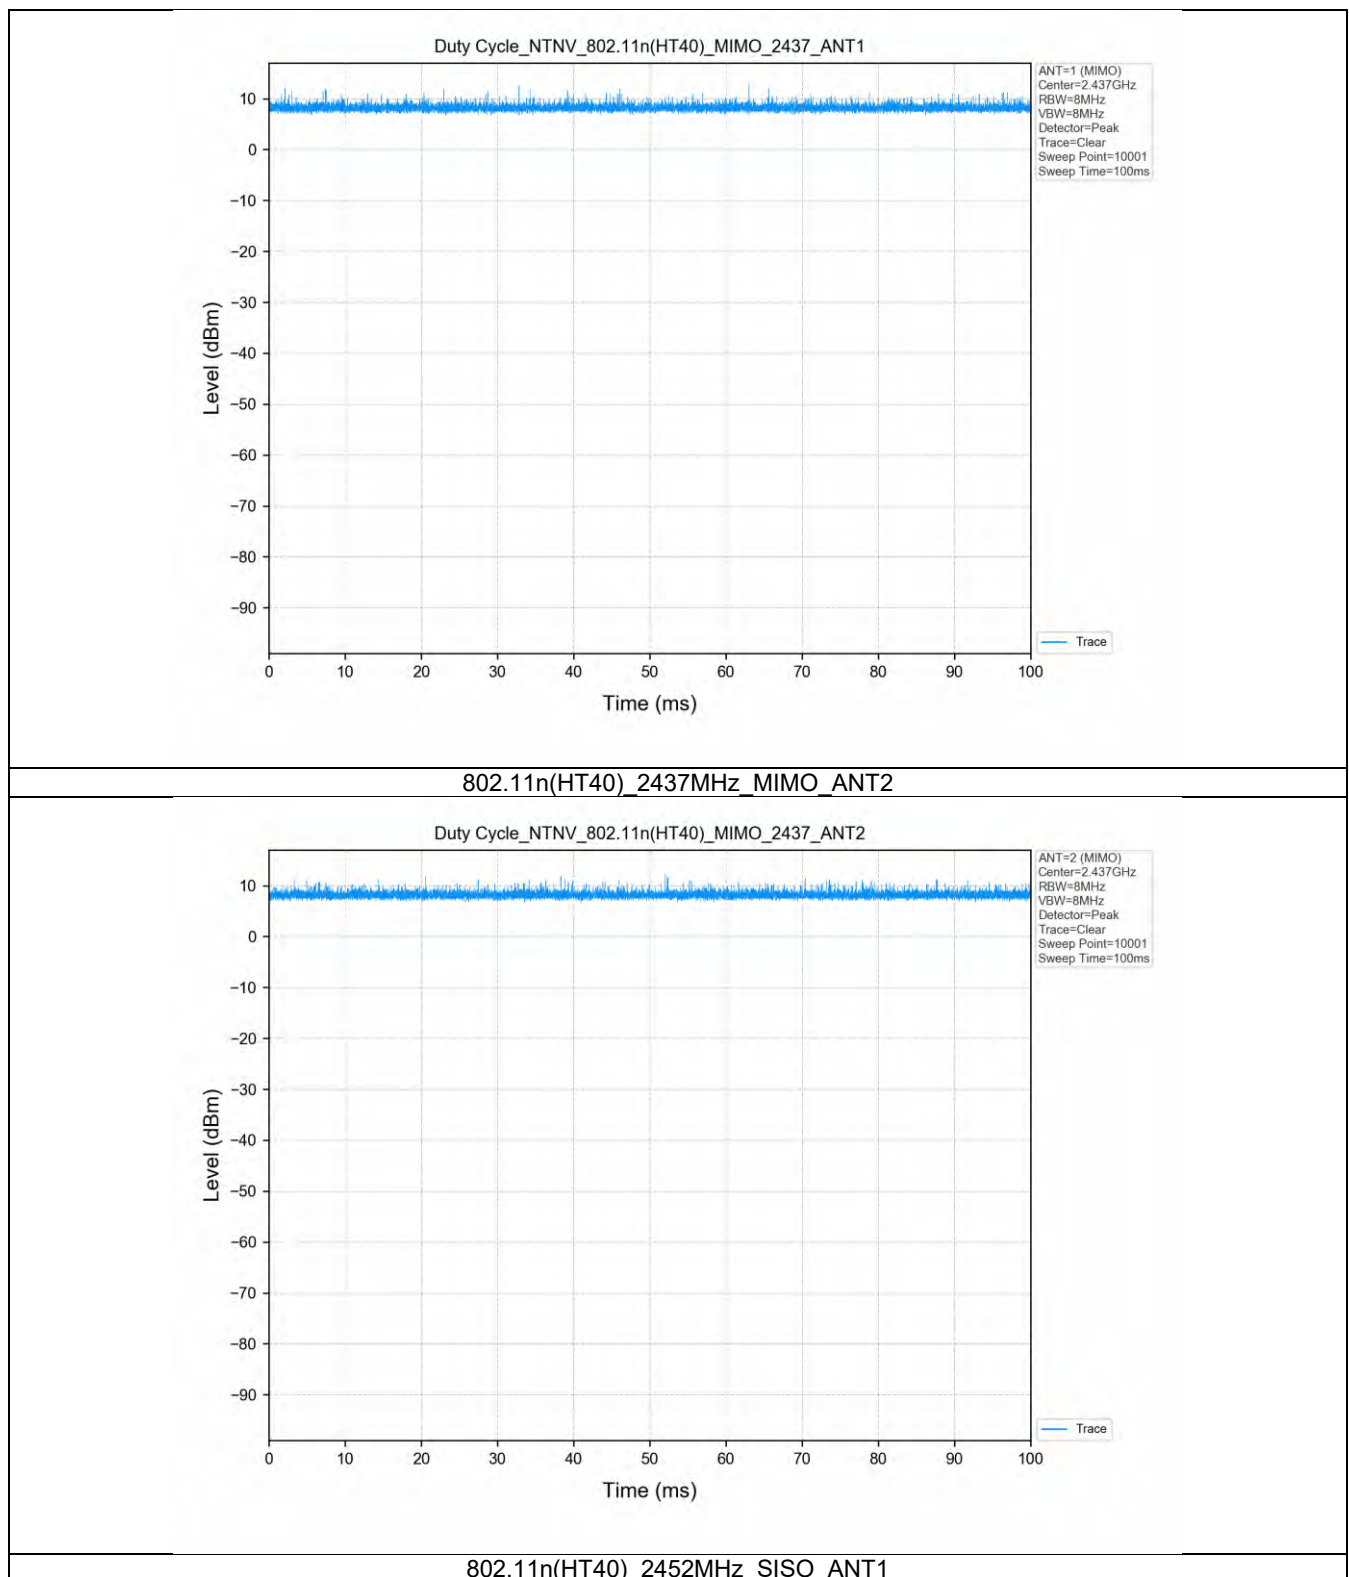 Duty Cycle_NTNV_802.11n(HT40)_MIMO_2437_ANT1
ANT=1 (MIMO)
Center=2.437GHz
RBW=8MHz
VBW=8MHz
Detector=Peak
Trace=Clear
Sweep Point=10001
Sweep Time=100ms
10
0
−10
−20
−30
−40
−50
−60
−70
−80
−90
Level (dBm)
Trace
0 10 20 30 40 50 60 70 80 90 100
Time (ms)
802.11n(HT40)_2437MHz_MIMO_ANT2
Duty Cycle_NTNV_802.11n(HT40)_MIMO_2437_ANT2
ANT=2 (MIMO)
Center=2.437GHz
RBW=8MHz
VBW=8MHz
Detector=Peak
Trace=Clear
Sweep Point=10001
Sweep Time=100ms
10
0
−10
−20
−30
−40
−50
−60
−70
−80
−90
Level (dBm)
Trace
0 10 20 30 40 50 60 70 80 90 100
Time (ms)
802.11n(HT40)_2452MHz_SISO_ANT1